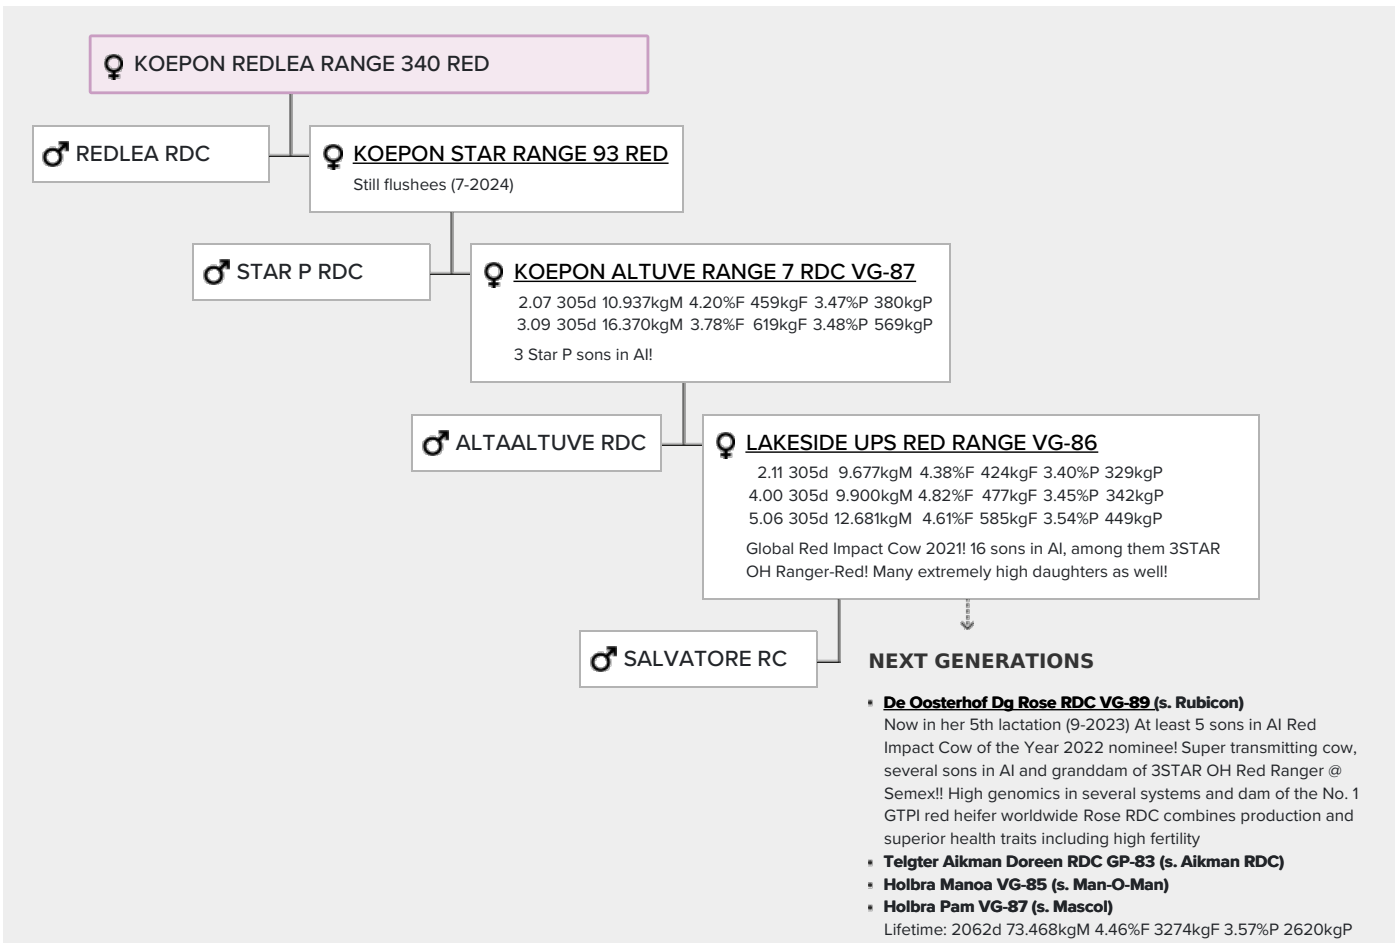 KOEPON REDLEA RANGE 340 RED
REDLEA RDC
KOEPON STAR RANGE 93 RED
Still flushees (7-2024)
STAR P RDC
KOEPON ALTUVE RANGE 7 RDC VG-87
2.07 305d 10.937kgM 4.20%F 459kgF 3.47%P 380kgP
3.09 305d 16.370kgM 3.78%F 619kgF 3.48%P 569kgP
3 Star P sons in AI!
ALTAALTUVE RDC
LAKESIDE UPS RED RANGE VG-86
2.11 305d 9.677kgM 4.38%F 424kgF 3.40%P 329kgP
4.00 305d 9.900kgM 4.82%F 477kgF 3.45%P 342kgP
5.06 305d 12.681kgM 4.61%F 585kgF 3.54%P 449kgP
Global Red Impact Cow 2021! 16 sons in AI, among them 3STAR
OH Ranger-Red! Many extremely high daughters as well!
SALVATORE RC
NEXT GENERATIONS
De Oosterhof Dg Rose RDC VG-89 (s. Rubicon)
Now in her 5th lactation (9-2023) At least 5 sons in AI Red
Impact Cow of the Year 2022 nominee! Super transmitting cow,
several sons in AI and granddam of 3STAR OH Red Ranger @
Semex!! High genomics in several systems and dam of the No. 1
GTPI red heifer worldwide Rose RDC combines production and
superior health traits including high fertility
Telgter Aikman Doreen RDC GP-83 (s. Aikman RDC)
Holbra Manoa VG-85 (s. Man-O-Man)
Holbra Pam VG-87 (s. Mascol)
Lifetime: 2062d 73.468kgM 4.46%F 3274kgF 3.57%P 2620kgP